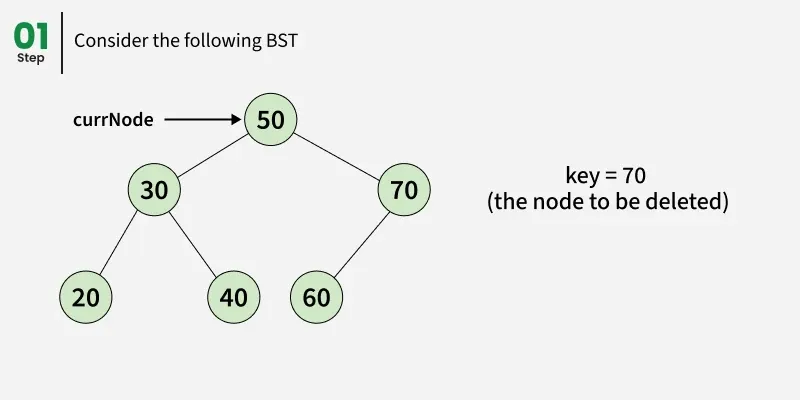 01
Step
Consider the following BST
currNode
50
30
70
key = 70
(the node to be deleted)
20
40
60